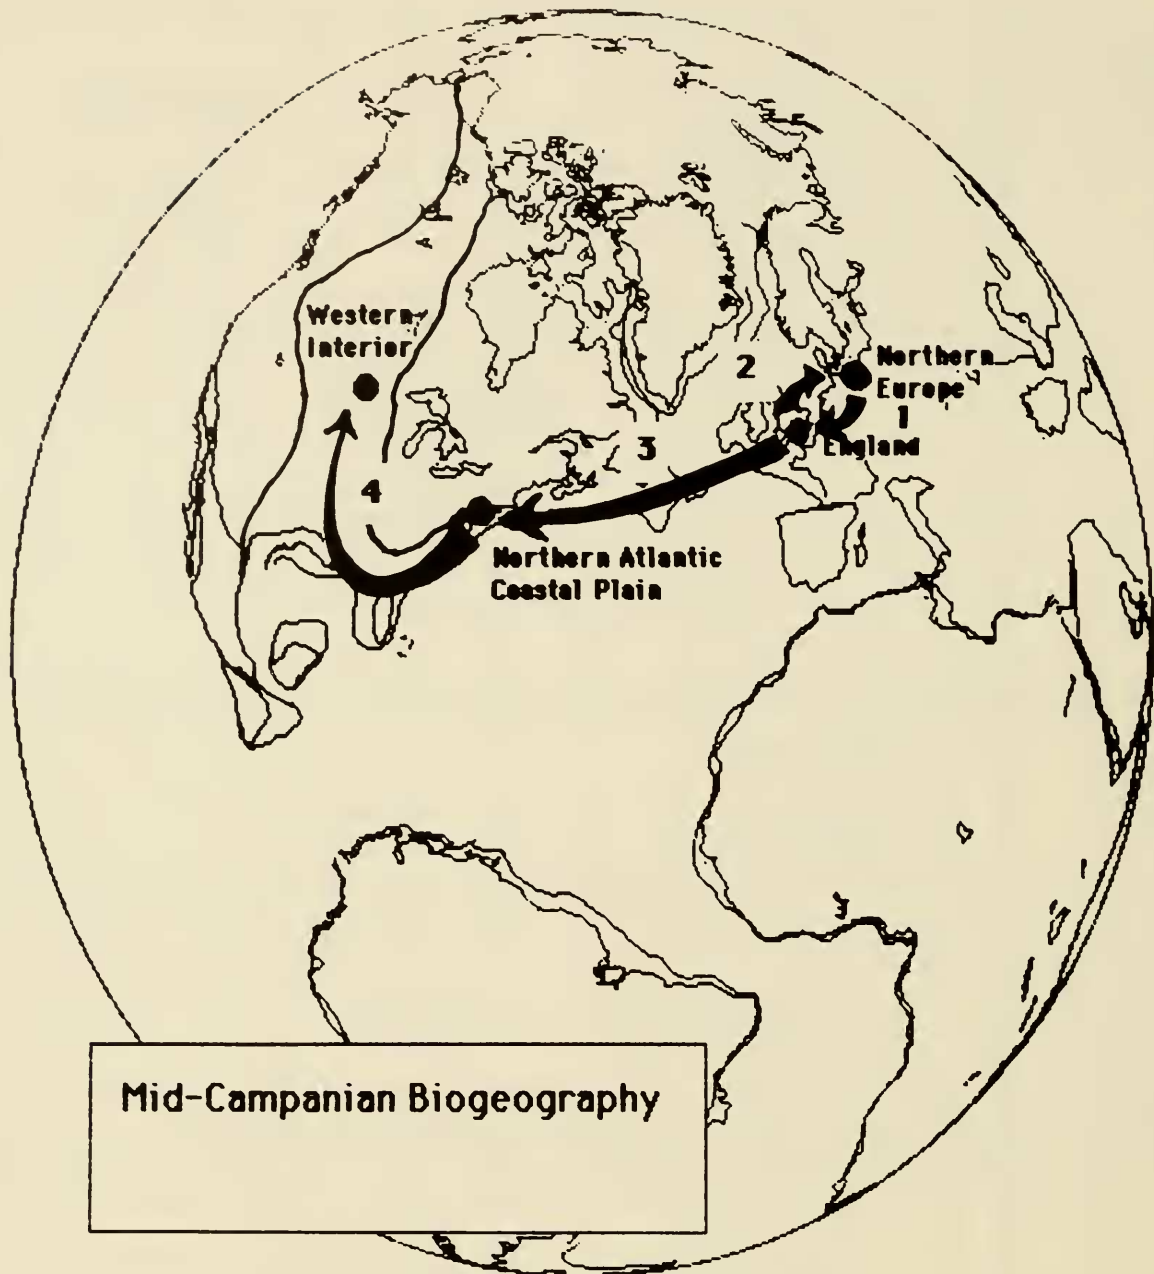 Western
Interior
2
Northern
Europe
1
England
3
4
Northern Atlantic
Coastal Plain
Mid-Campanian Biogeography